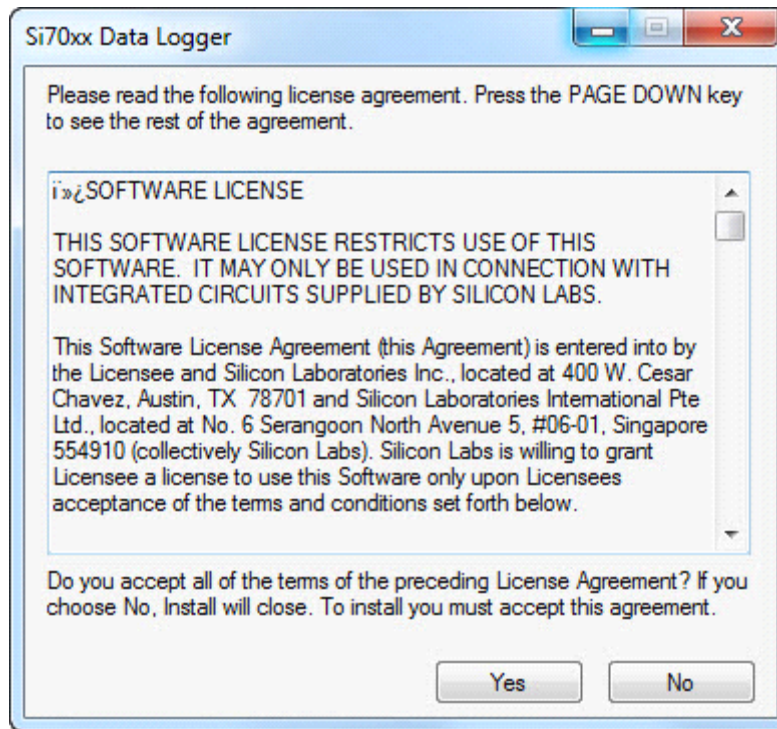 Si70xx Data Logger
Please read the following license agreement. Press the PAGE DOWN key
to see the rest of the agreement.
ï»¿SOFTWARE LICENSE
THIS SOFTWARE LICENSE RESTRICTS USE OF THIS
SOFTWARE.  IT MAY ONLY BE USED IN CONNECTION WITH
INTEGRATED CIRCUITS SUPPLIED BY SILICON LABS.
This Software License Agreement (this Agreement) is entered into by
the Licensee and Silicon Laboratories Inc., located at 400 W. Cesar
Chavez, Austin, TX  78701 and Silicon Laboratories International Pte
Ltd., located at No. 6 Serangoon North Avenue 5, #06-01, Singapore
554910 (collectively Silicon Labs). Silicon Labs is willing to grant
Licensee a license to use this Software only upon Licensees
acceptance of the terms and conditions set forth below.
Do you accept all of the terms of the preceding License Agreement? If you
choose No, Install will close. To install you must accept this agreement.
Yes
No